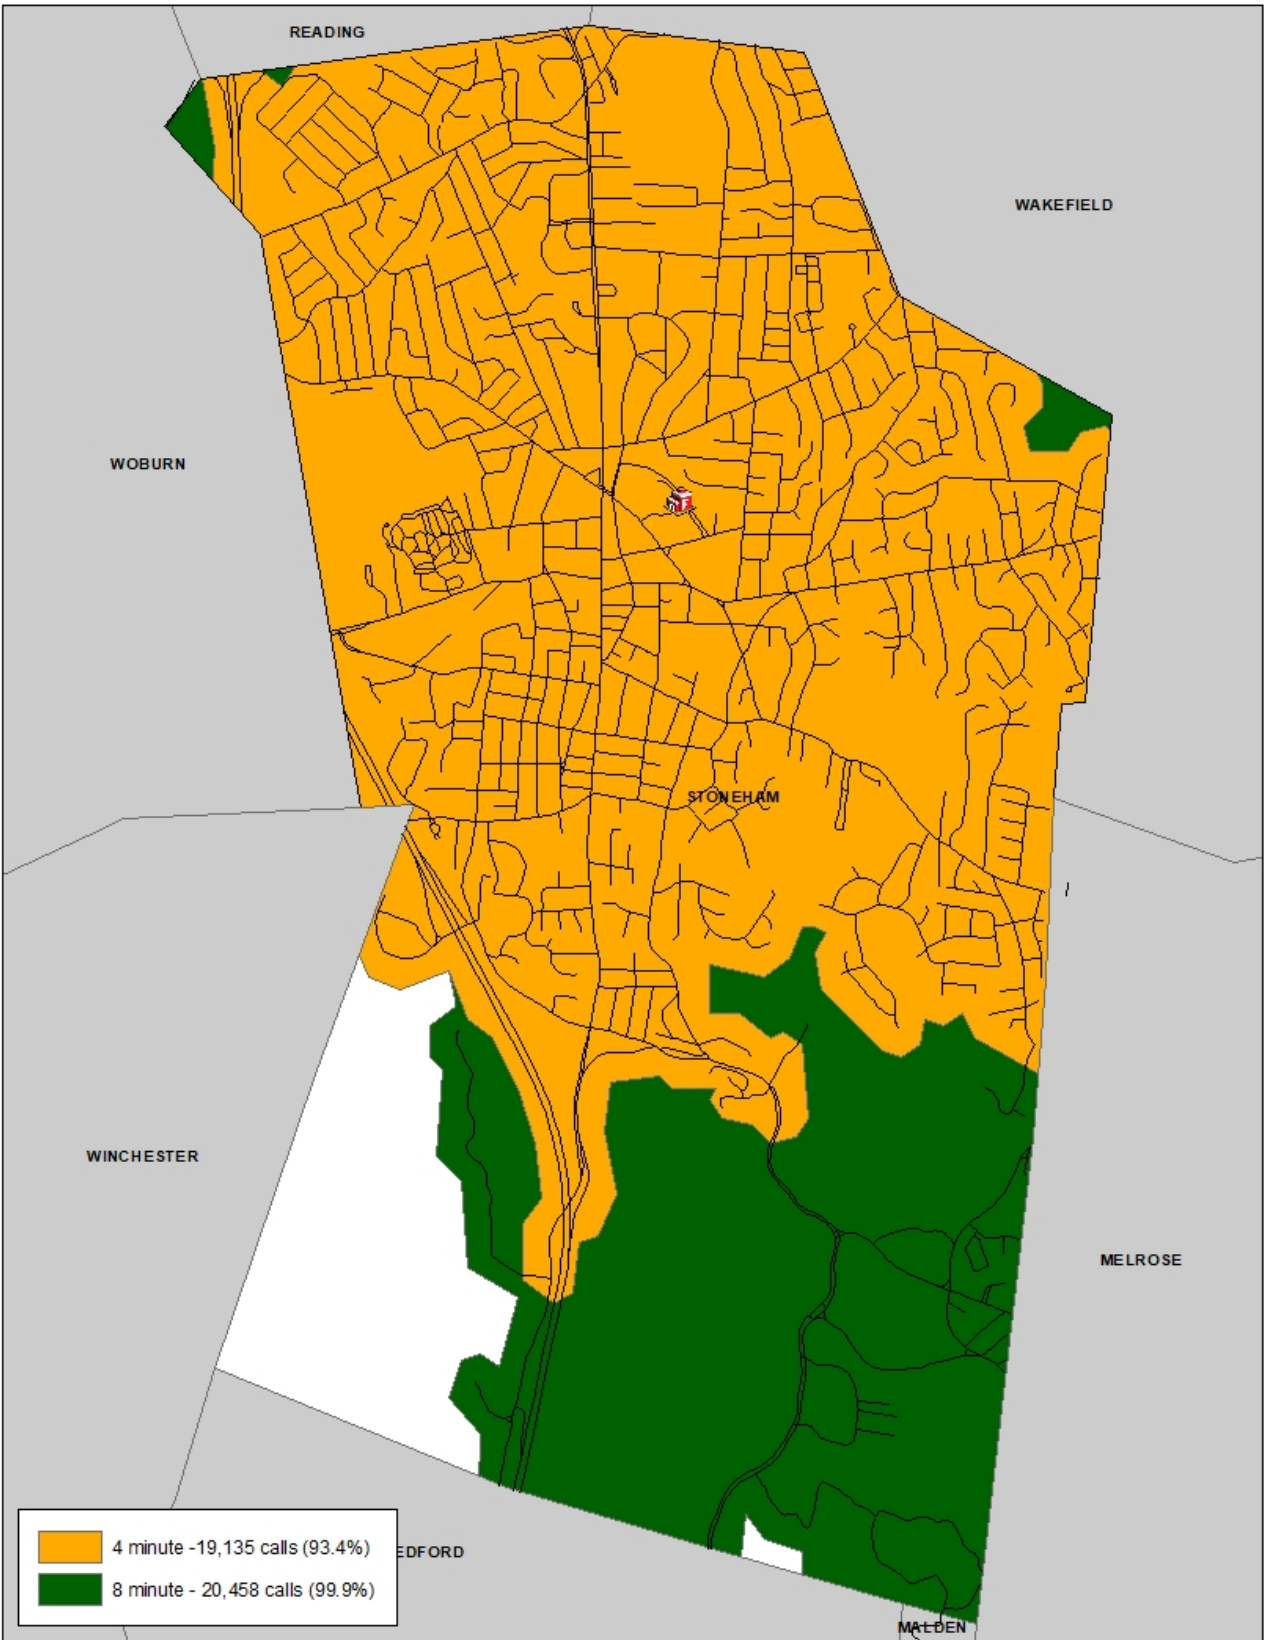 READING
WAKEFIELD
WOBURN
STONEHAM
WINCHESTER
MELROSE
4 minute -19,135 calls (93.4%)
EDFORD
8 minute - 20,458 calls (99.9%)
MALDEN